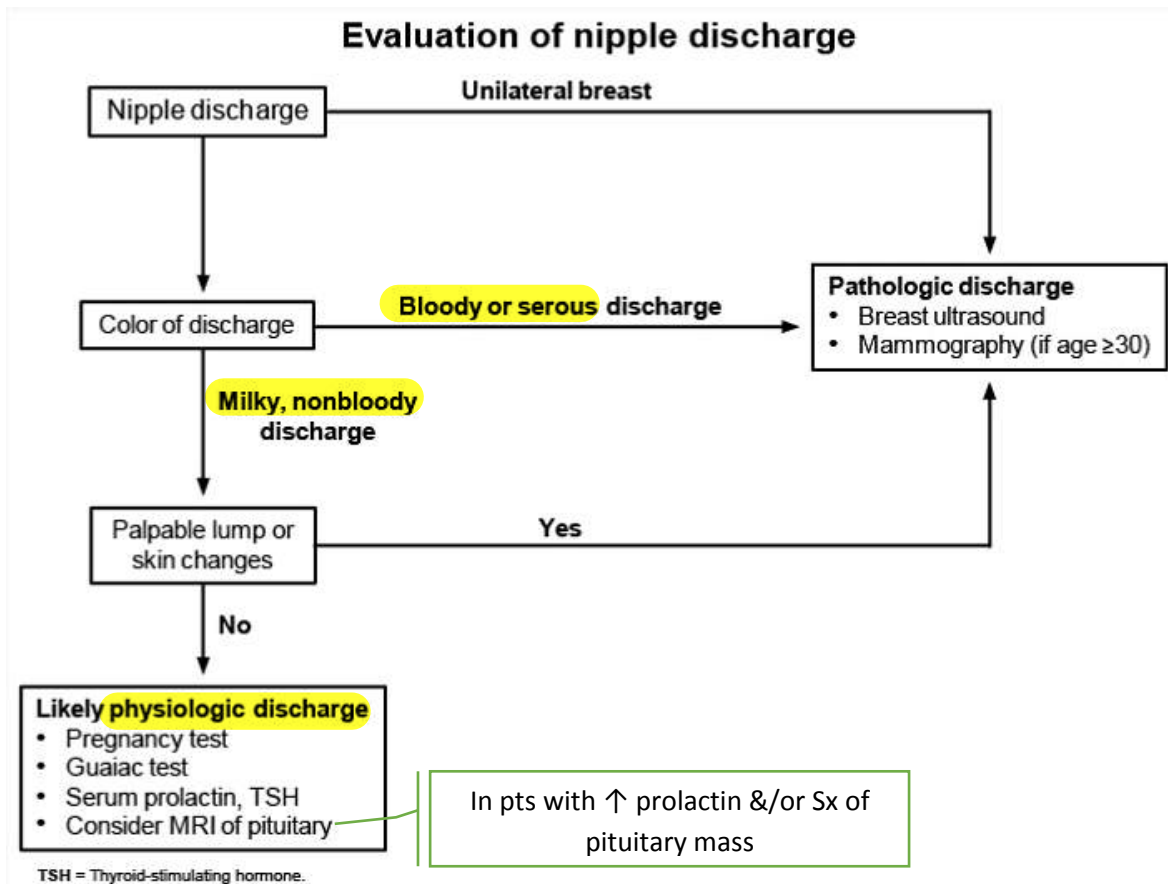 Evaluation of nipple discharge
Unilateral breast
Nipple discharge
Pathologic discharge
• Breast ultrasound
• Mammography (if age ≥30)
Color of discharge
Bloody or serous discharge
Milky, nonbloody
discharge
Palpable lump or
skin changes
Yes
No
Likely physiologic discharge
• Pregnancy test
• Guaiac test
• Serum prolactin, TSH
• Consider MRI of pituitary
In pts with ↑ prolactin &/or Sx of
pituitary mass
TSH = Thyroid-stimulating hormone.